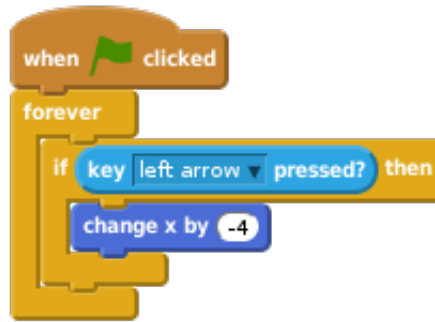 when clicked
forever
if key left arrow pressed? then
change x by -4